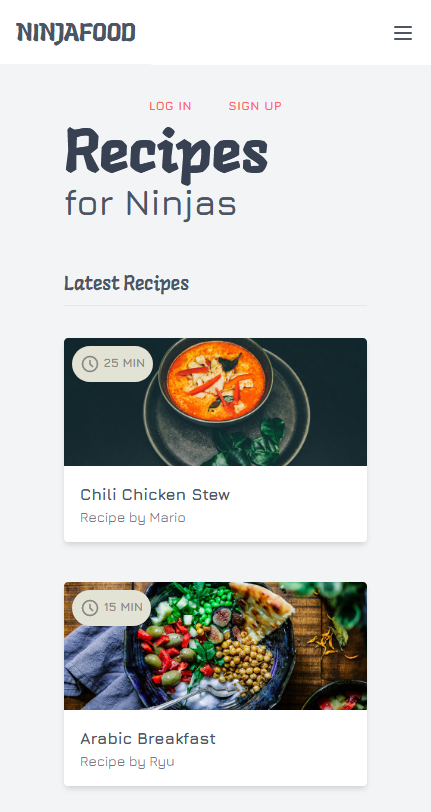 NINJAFOOD
LOG IN SIGN UP
Recipes
for Ninjas
Latest Recipes
25 MIN
Chili Chicken Stew
Recipe by Mario
15 MIN
Arabic Breakfast
Recipe by Ryu